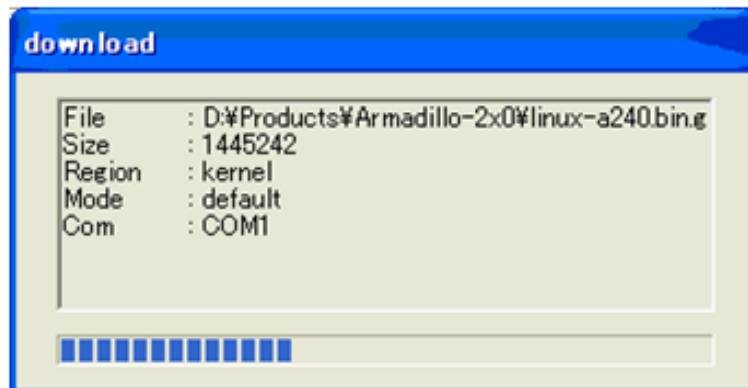 download
File : D:¥Products¥Armadillo-2x0¥linux-a240.bin.g
Size : 1445242
Region : kernel
Mode : default
Com : COM1